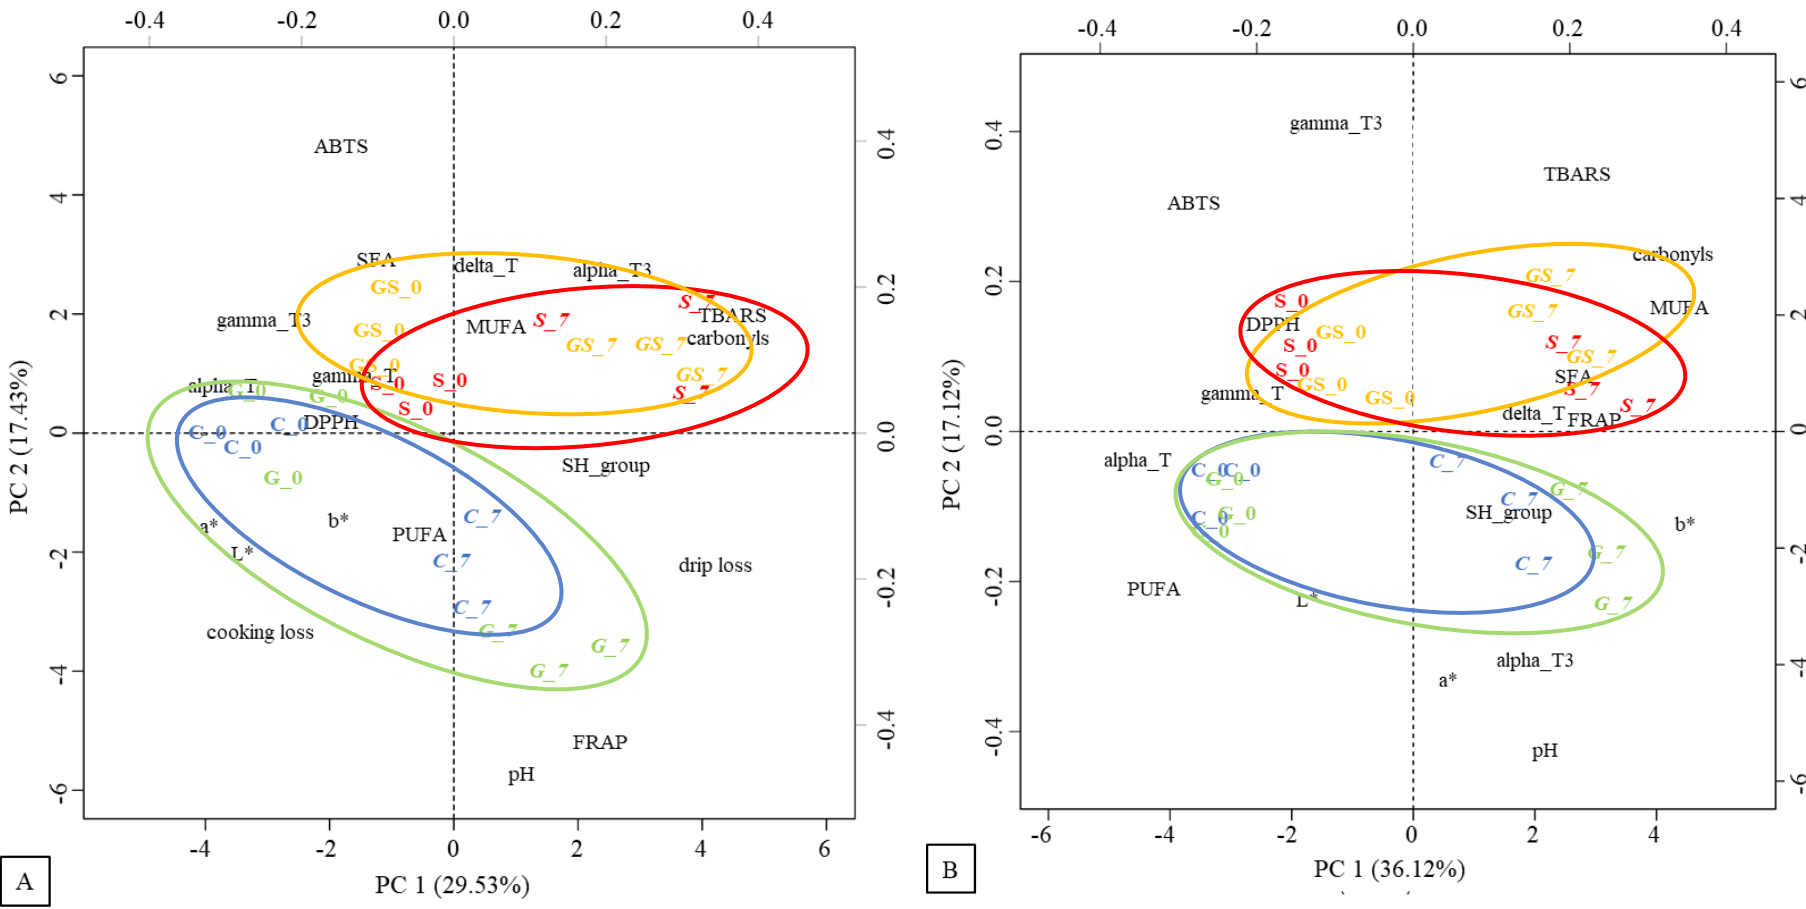 -0.4 -0.2 0.0 0.2 0.4
6
ABTS
0.4
4
SFA
delta_T
alpha_T3
GS_0
0.2
S_7
gamma_T3
2
MUFA
S_7
TBARS
GS_0
GS_7
GS_7
carbonyls
GS_0
gamma_T
GS_7
alpha_T
S_0
S_0
G_0
G_0
S_7
S_0
DPPH
C_0
C_0
0
0.0
C_0
SH_group
G_0
C_7
a*
b*
PUFA
L*
-2
C_7
drip loss
-0.2
C_7
cooking loss
G_7
G_7
G_7
-4
-0.4
FRAP
pH
-6
PC 2 (17.43%)
-4 -2 0 2 4 6
PC 1 (29.53%)
A
-0.4 -0.2 0.0 0.2 0.4
6
gamma_T3
0.4
TBARS
ABTS
4
carbonyls
GS_7
0.2
S_0
GS_7
MUFA
2
DPPH
GS_0
S_0
S_7
GS_7
S_0
SFA
GS_0
gamma_T
GS_0
S_7
S_7
delta_T
FRAP
0.0
0
alpha_T
C_7
C_0
C_0
G_0
G_7
C_7
SH_group
C_0
G_0
b*
G_0
G_7
-2
C_7
-0.2
PUFA
L*
G_7
alpha_T3
-4
a*
-0.4
pH
-6
PC 2 (17.12%)
-6 -4 -2 0 2 4
PC 1 (36.12%)
B